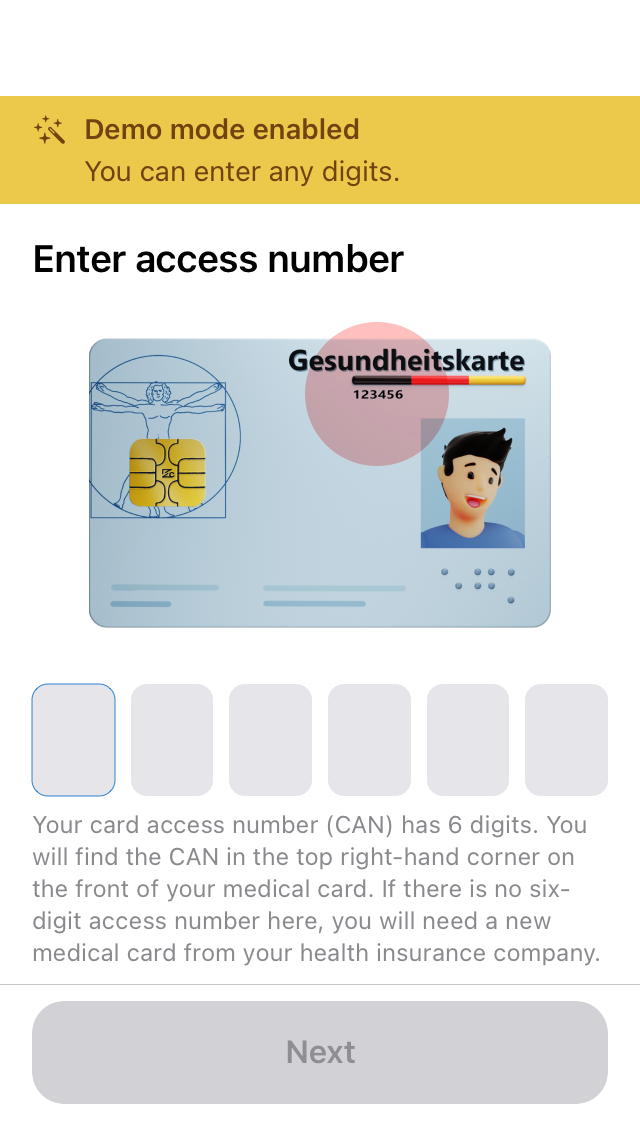 Demo mode enabled
You can enter any digits.
Enter access number
Gesundheitskarte
123456
Your card access number (CAN) has 6 digits. You
will find the CAN in the top right-hand corner on
the front of your medical card. If there is no six-
digit access number here, you will need a new
medical card from your health insurance company.
Next